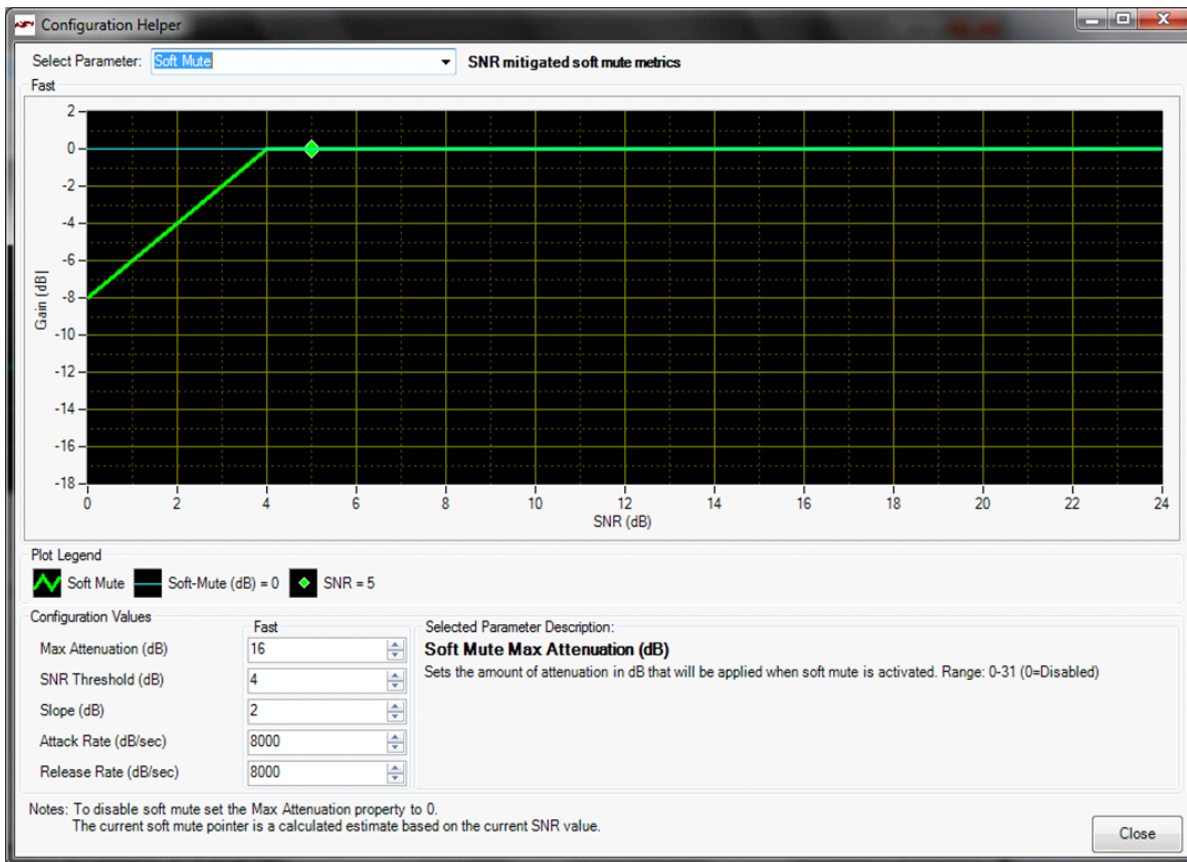 Configuration Helper
Select Parameter: Soft Mute SNR mitigated soft mute metrics
Fast
2
0
-2
-4
-6
-8
-10
-12
-14
-16
-18
Gain (dB)
0 2 4 6 8 10 12 14 16 18 20 22 24
SNR (dB)
Plot Legend
Soft Mute Soft-Mute (dB) = 0 SNR = 5
Configuration Values
Fast
Max Attenuation (dB) 16
SNR Threshold (dB) 4
Slope (dB) 2
Attack Rate (dB/sec) 8000
Release Rate (dB/sec) 8000
Selected Parameter Description:
Soft Mute Max Attenuation (dB)
Sets the amount of attenuation in dB that will be applied when soft mute is activated. Range: 0-31 (0=Disabled)
Notes: To disable soft mute set the Max Attenuation property to 0.
The current soft mute pointer is a calculated estimate based on the current SNR value.
Close